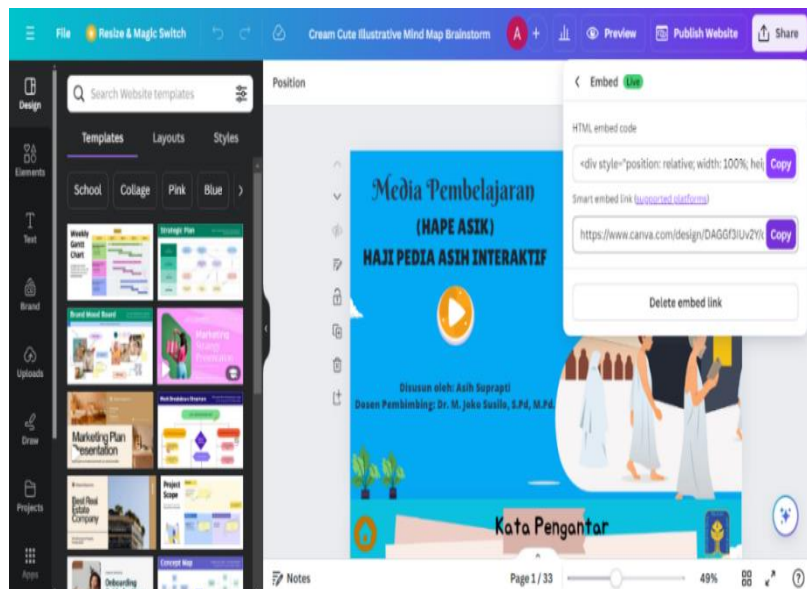 File
Resize & Magic Switch
Cream Cute Illustrative Mind Map Brainstorm
A
+
Preview
Publish Website
Share
Design
Elements
Text
Brand
Uploads
Draw
Projects
Apps
Search Website templates
Templates Layouts Styles
School Collage Pink Blue
Weekly
Gantt
Chart
Strategic Plan
Brand Mood Board
Marketing
Strategy
Presentation
Marketing Plan
Presentation
Work Breakdown Structure
Best Real
Estate
Company
Project
Scope
Onboarding
Concept Map
Position
Media Pembelajaran
(HAPE ASIK)
HAJI PEDIA ASIH INTERAKTIF
Disusun oleh: Asih Suprapti
Dosen Pembimbing: Dr. M. Joko Susilo, S.Pd, M.Pd.
Kata Pengantar
Embed Live
HTML embed code
<div style="position: relative; width: 100%; hei
Copy
Smart embed link (supported platforms)
https://www.canva.com/design/DAGGf3IUv2Y/c
Copy
Delete embed link
Notes
Page 1 / 33
49%